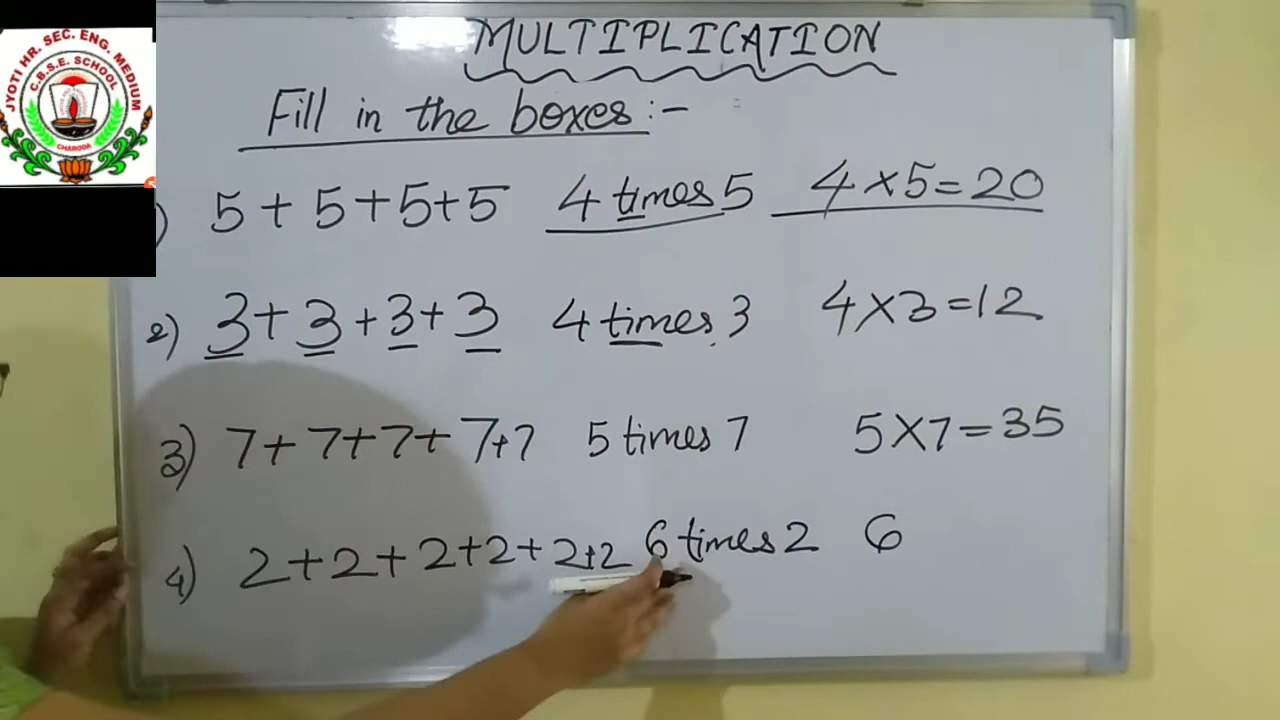 JYOTI HR. SEC. ENG. MEDIUM
C.B.S.E. SCHOOL
CHARODA
MULTIPLICATION
Fill in the boxes:-
) 5 + 5 + 5 + 5 4 times 5 4 × 5 = 20
2) 3 + 3 + 3 + 3 4 times 3 4 × 3 = 12
3) 7 + 7 + 7 + 7 + 7 5 times 7 5 × 7 = 35
4) 2 + 2 + 2 + 2 + 2 + 2 6 times 2 6